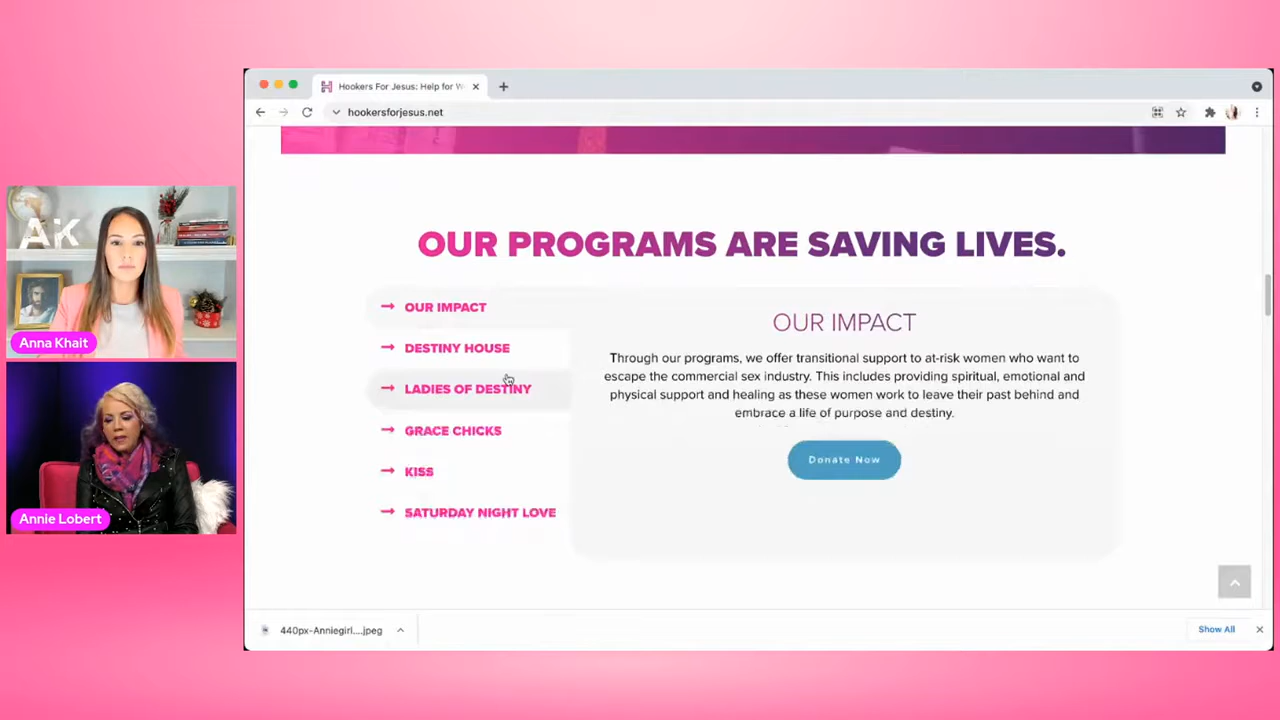 Hookers For Jesus: Help for W
hookersforjesus.net
AK
Anna Khait
Annie Lobert
OUR PROGRAMS ARE SAVING LIVES.
OUR IMPACT
DESTINY HOUSE
LADIES OF DESTINY
GRACE CHICKS
KISS
SATURDAY NIGHT LOVE
OUR IMPACT
Through our programs, we offer transitional support to at-risk women who want to
escape the commercial sex industry. This includes providing spiritual, emotional and
physical support and healing as these women work to leave their past behind and
embrace a life of purpose and destiny.
Donate Now
440px-Anniegirl....jpeg
Show All